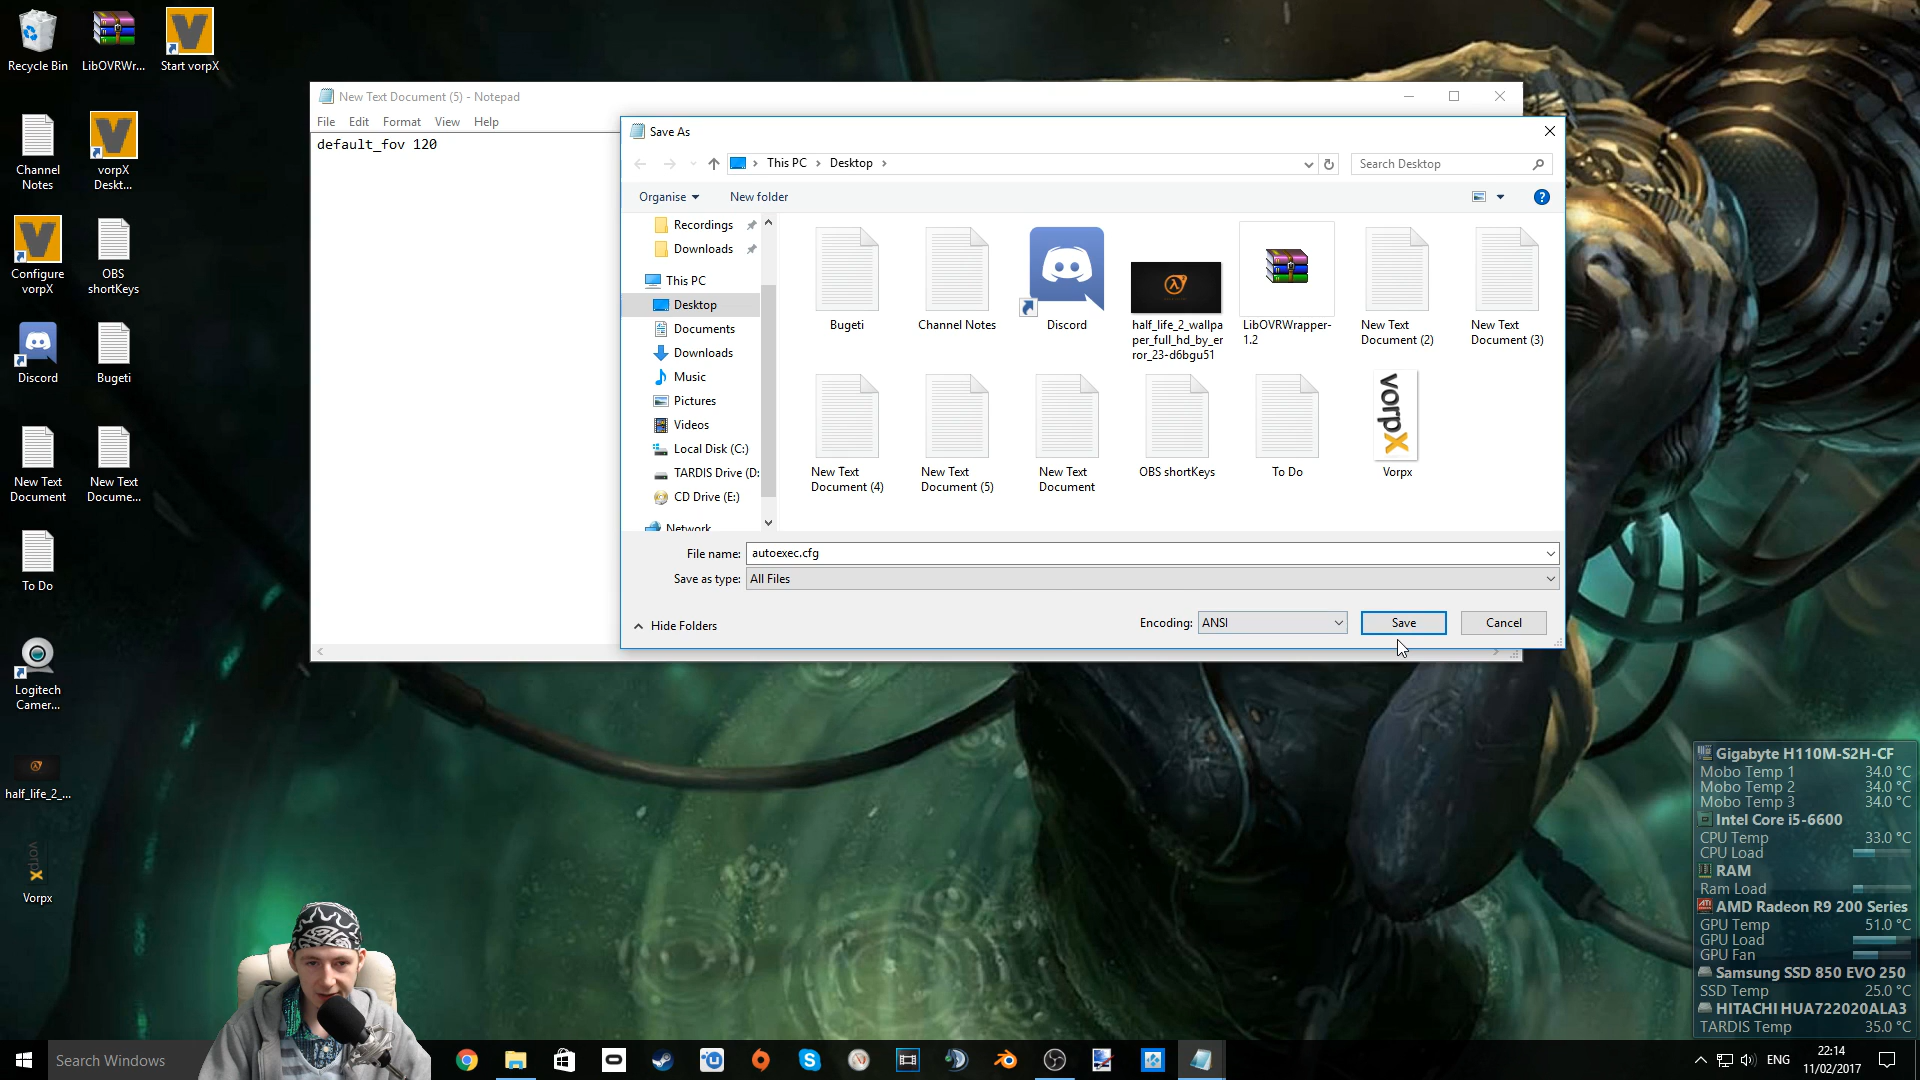 Recycle Bin
LibOVRWr...
Start vorpX
Channel
Notes
vorpX
Deskt...
Configure
vorpX
OBS
shortKeys
Discord
Bugeti
New Text
Document
New Text
Docume...
To Do
Logitech
Camer...
half_life_2_...
vorpX
Vorpx
New Text Document (5) - Notepad
File Edit Format View Help
default_fov 120
Save As
This PC
Desktop
Search Desktop
Organise
New folder
Recordings
Downloads
This PC
Desktop
Documents
Downloads
Music
Pictures
Videos
Local Disk (C:)
TARDIS Drive (D:
CD Drive (E:)
Network
Bugeti
Channel Notes
Discord
half_life_2_wallpa
per_full_hd_by_er
ror_23-d6bgu51
LibOVRWrapper-
1.2
New Text
Document (2)
New Text
Document (3)
New Text
Document (4)
New Text
Document (5)
New Text
Document
OBS shortKeys
To Do
vorpX
Vorpx
File name: autoexec.cfg
Save as type: All Files
Hide Folders
Encoding: ANSI
Save
Cancel
Gigabyte H110M-S2H-CF
Mobo Temp 1 34.0 °C
Mobo Temp 2 34.0 °C
Mobo Temp 3 34.0 °C
Intel Core i5-6600
CPU Temp 33.0 °C
CPU Load
RAM
Ram Load
AMD Radeon R9 200 Series
GPU Temp 51.0 °C
GPU Load
GPU Fan
Samsung SSD 850 EVO 250
SSD Temp 25.0 °C
HITACHI HUA722020ALA3
TARDIS Temp 35.0 °C
Search Windows
ENG
22:14
11/02/2017